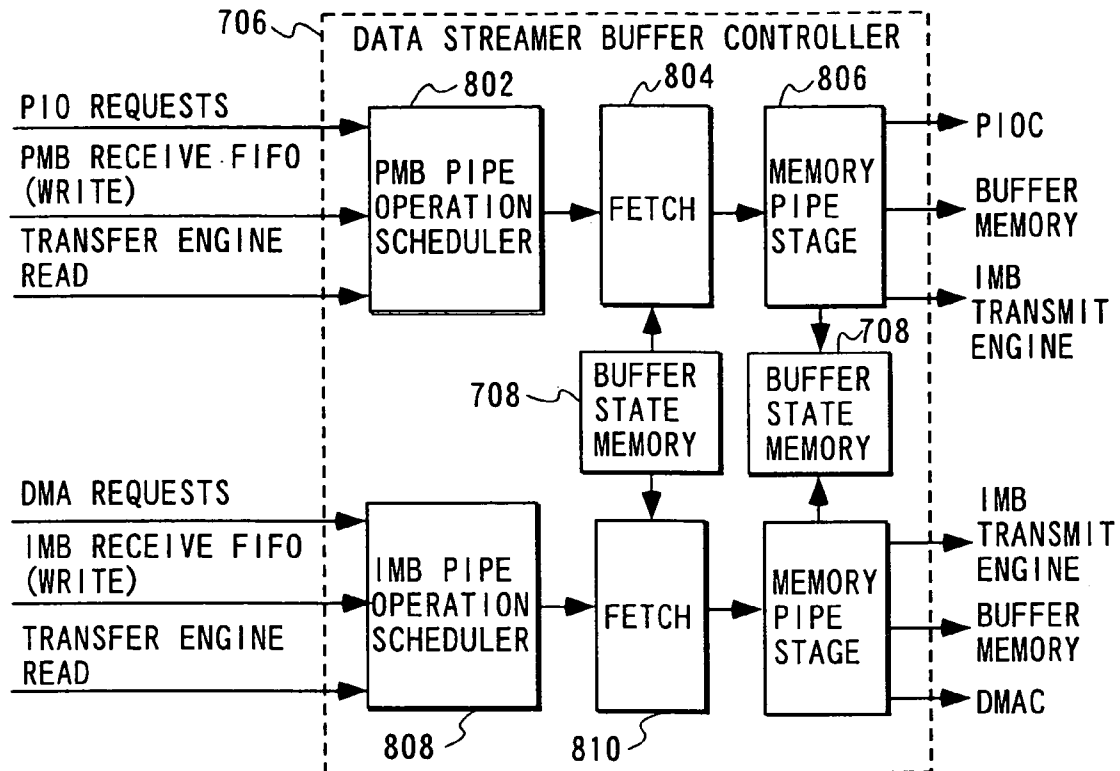 706
DATA STREAMER BUFFER CONTROLLER
802
804
806
PIO REQUESTS
PMB RECEIVE FIFO
(WRITE)
TRANSFER ENGINE
READ
PMB PIPE
OPERATION
SCHEDULER
FETCH
MEMORY
PIPE
STAGE
PIOC
BUFFER
MEMORY
IMB
TRANSMIT
ENGINE
708
BUFFER
STATE
MEMORY
708
BUFFER
STATE
MEMORY
DMA REQUESTS
IMB RECEIVE FIFO
(WRITE)
TRANSFER ENGINE
READ
IMB PIPE
OPERATION
SCHEDULER
FETCH
MEMORY
PIPE
STAGE
IMB
TRANSMIT
ENGINE
BUFFER
MEMORY
DMAC
808
810